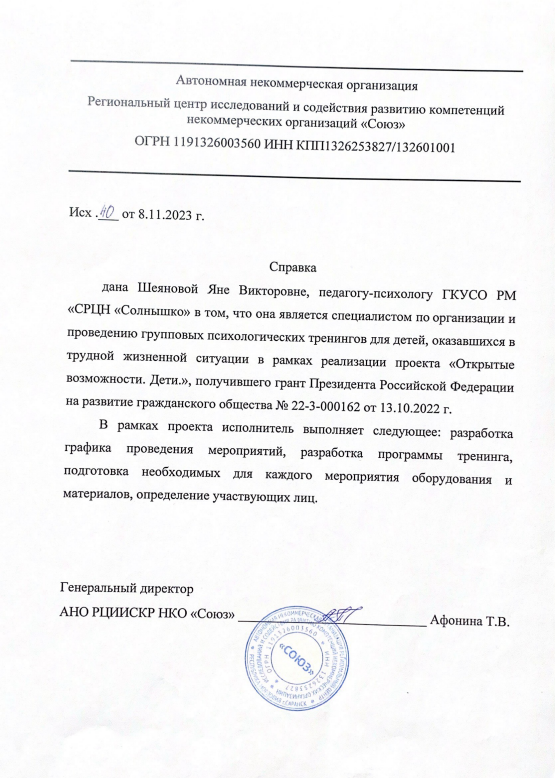 Автономная некоммерческая организация
Региональный центр исследований и содействия развитию компетенций
некоммерческих организаций «Союз»
ОГРН 1191326003560 ИНН КПП1326253827/132601001
Исх .40 от 8.11.2023 г.
Справка
дана Шеяновой Яне Викторовне, педагогу-психологу ГКУСО РМ
«СРЦН «Солнышко» в том, что она является специалистом по организации и
проведению групповых психологических тренингов для детей, оказавшихся в
трудной жизненной ситуации в рамках реализации проекта «Открытые
возможности. Дети.», получившего грант Президента Российской Федерации
на развитие гражданского общества № 22-3-000162 от 13.10.2022 г.
В рамках проекта исполнитель выполняет следующее: разработка
графика проведения мероприятий, разработка программы тренинга,
подготовка необходимых для каждого мероприятия оборудования и
материалов, определение участвующих лиц.
Генеральный директор
АНО РЦИИСКР НКО «Союз» Афонина Т.В.
«СОЮЗ»